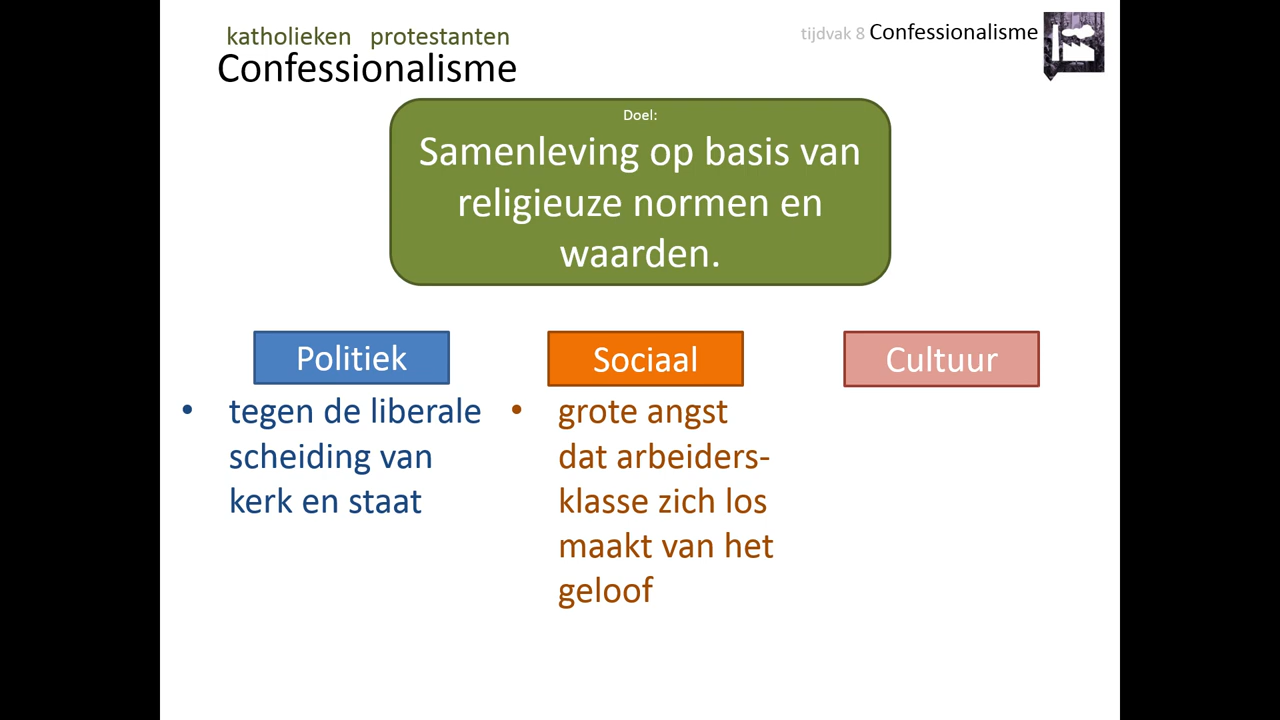 katholieken protestanten
Confessionalisme
tijdvak 8 Confessionalisme
Doel:
Samenleving op basis van
religieuze normen en
waarden.
Politiek
• tegen de liberale
scheiding van
kerk en staat
Sociaal
• grote angst
dat arbeiders-
klasse zich los
maakt van het
geloof
Cultuur